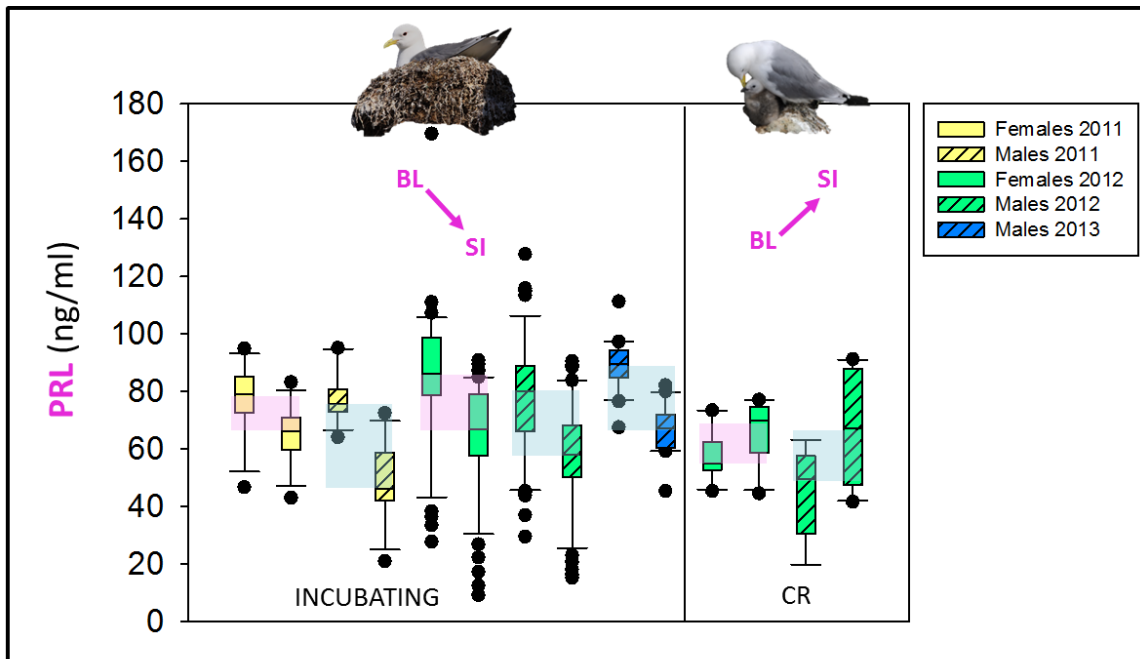 180
160
140
120
100
80
60
40
20
0
PRL (ng/ml)
BL
SI
INCUBATING
SI
BL
CR
Females 2011
Males 2011
Females 2012
Males 2012
Males 2013